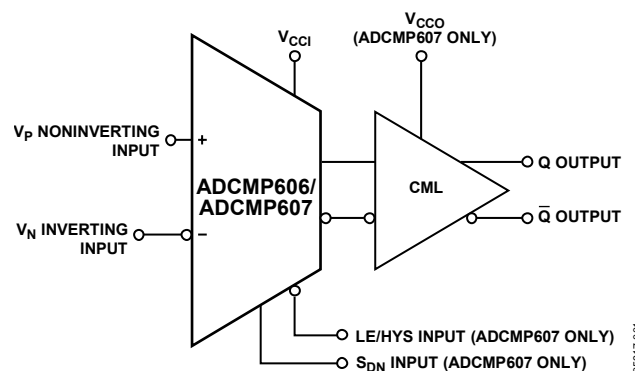 VCCI
VCCO
(ADCMP607 ONLY)
VP NONINVERTING
INPUT
+
ADCMP606/
ADCMP607
CML
Q OUTPUT
Q̅ OUTPUT
VN INVERTING
INPUT
–
LE/HYS INPUT (ADCMP607 ONLY)
SDN INPUT (ADCMP607 ONLY)